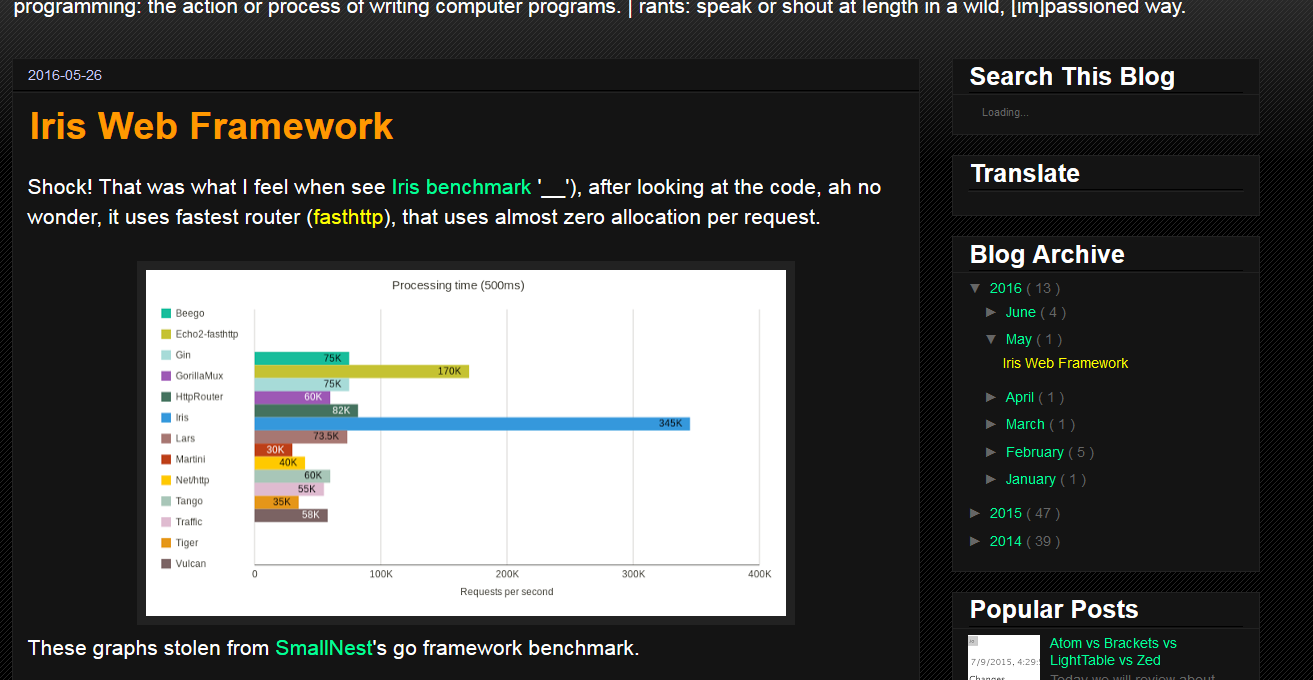 programming: the action or process of writing computer programs. | rants: speak or shout at length in a wild, [im]passioned way.
2016-05-26
Iris Web Framework
Shock! That was what I feel when see Iris benchmark '__'), after looking at the code, ah no
wonder, it uses fastest router (fasthttp), that uses almost zero allocation per request.
Processing time (500ms)
Beego
Echo2-fasthttp
Gin
GorillaMux
HttpRouter
Iris
Lars
Martini
Net/http
Tango
Traffic
Tiger
Vulcan
75K
170K
75K
60K
82K
345K
73.5K
30K
40K
60K
55K
35K
58K
0 100K 200K 300K 400K
Requests per second
These graphs stolen from SmallNest's go framework benchmark.
Search This Blog
Loading...
Translate
Blog Archive
▼ 2016 ( 13 )
► June ( 4 )
▼ May ( 1 )
Iris Web Framework
► April ( 1 )
► March ( 1 )
► February ( 5 )
► January ( 1 )
► 2015 ( 47 )
► 2014 ( 39 )
Popular Posts
7/9/2015, 4:29:
Changes
Atom vs Brackets vs
LightTable vs Zed
Today we will review about